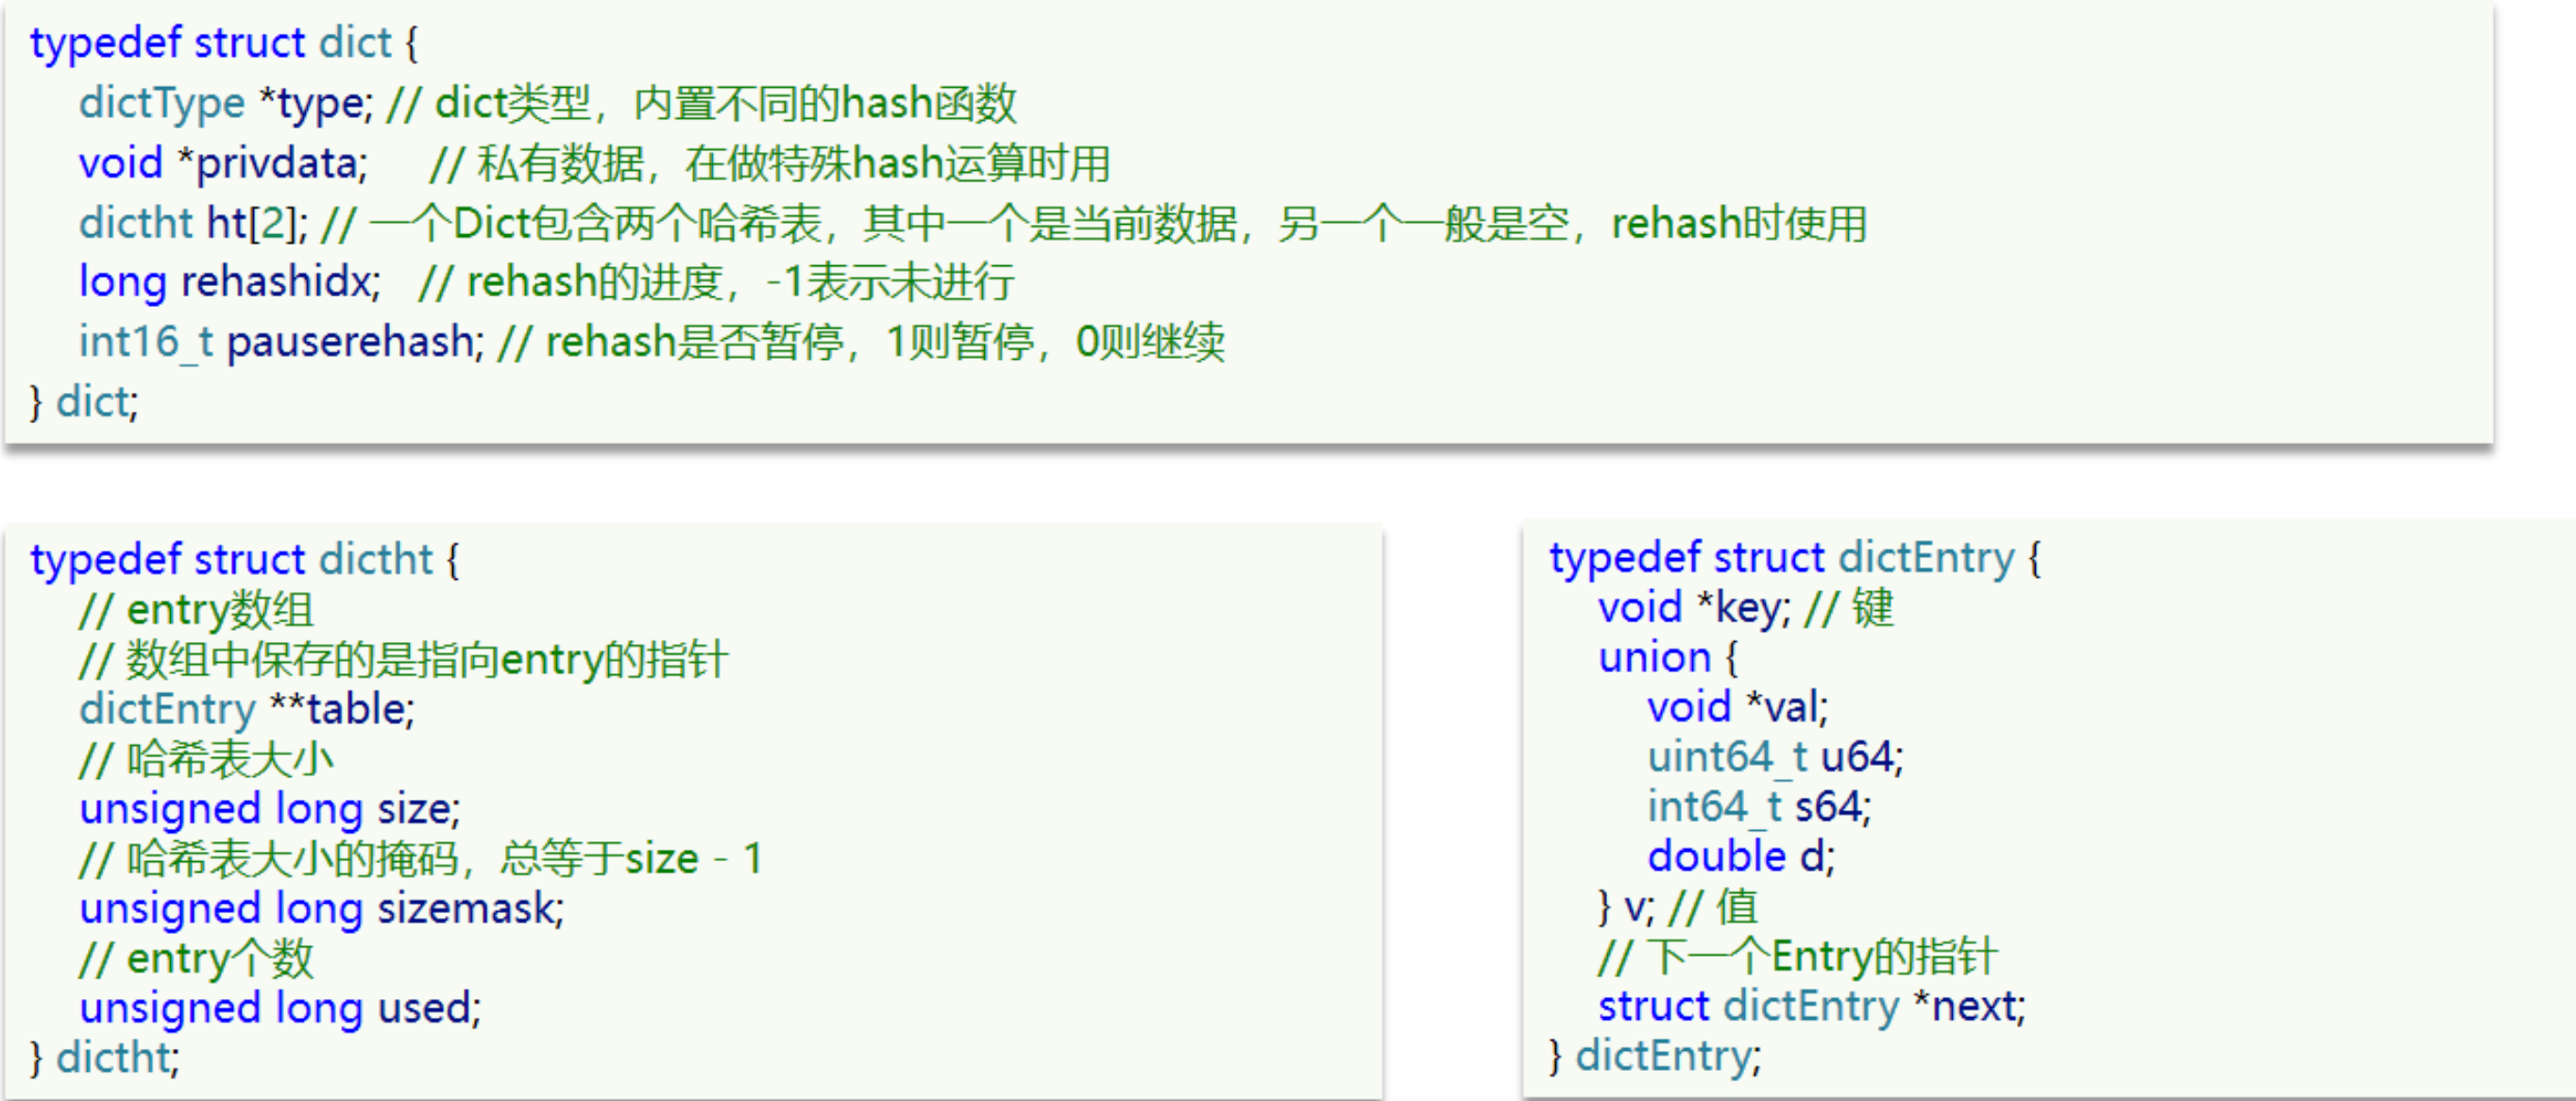 typedef struct dict {
dictType *type; // dict类型，内置不同的hash函数
void *privdata; // 私有数据，在做特殊hash运算时用
dictht ht[2]; // 一个Dict包含两个哈希表，其中一个是当前数据，另一个一般是空，rehash时使用
long rehashidx; // rehash的进度，-1表示未进行
int16_t pauserehash; // rehash是否暂停，1则暂停，0则继续
} dict;
typedef struct dictht {
// entry数组
// 数组中保存的是指向entry的指针
dictEntry **table;
// 哈希表大小
unsigned long size;
// 哈希表大小的掩码，总等于size - 1
unsigned long sizemask;
// entry个数
unsigned long used;
} dictht;
typedef struct dictEntry {
void *key; // 键
union {
void *val;
uint64_t u64;
int64_t s64;
double d;
} v; // 值
// 下一个Entry的指针
struct dictEntry *next;
} dictEntry;